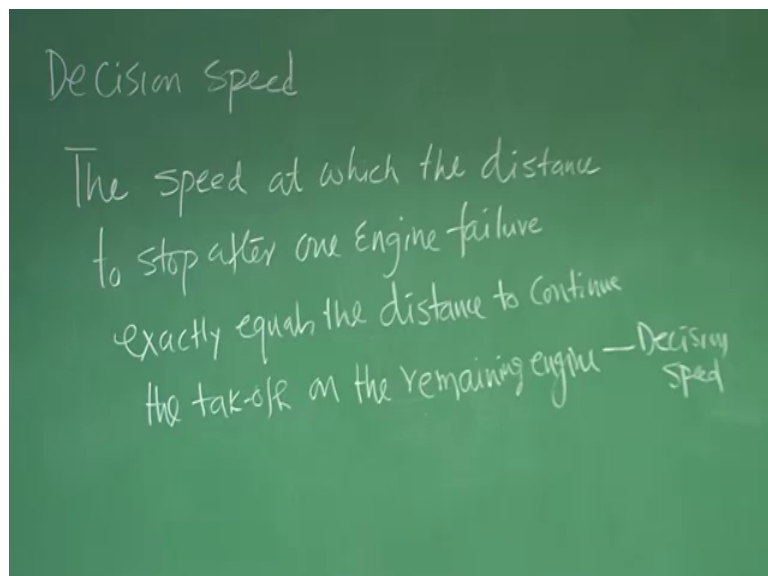 Decision Speed
The speed at which the distance
to stop after one Engine failure
exactly equals the distance to Continue
the tak-off on the remaining engine — Decision
Speed